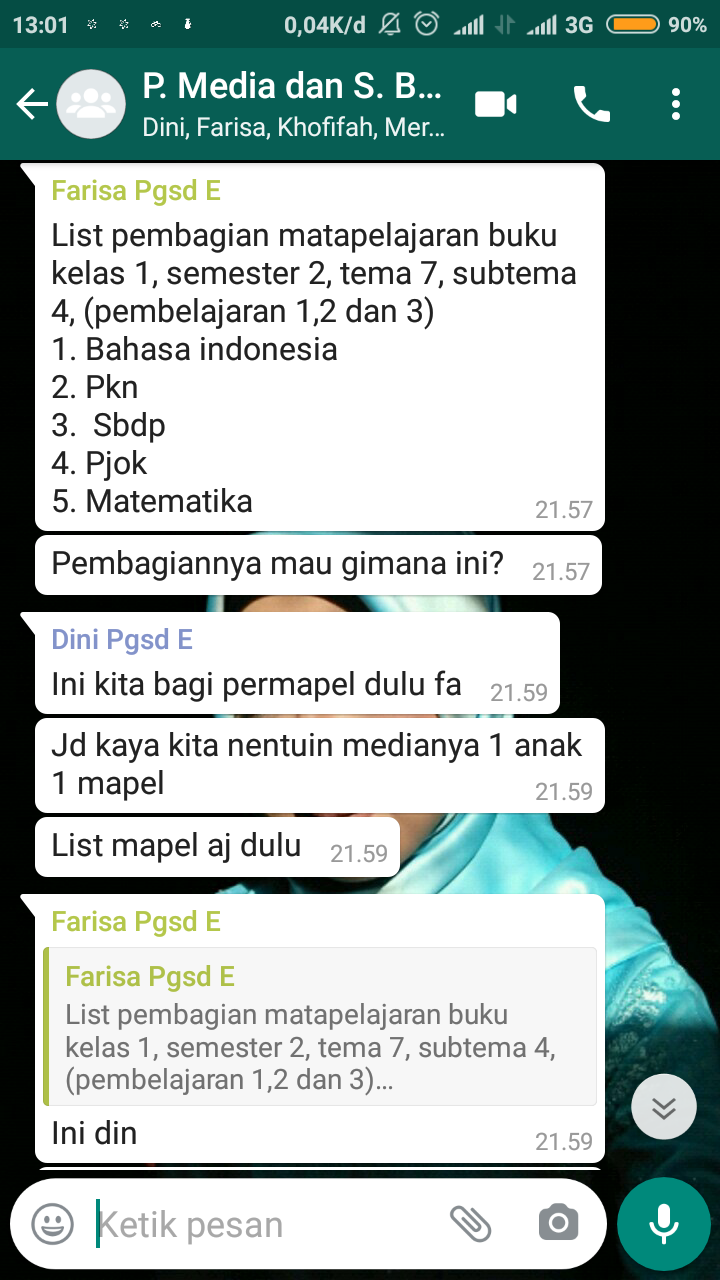 13:01
0,04K/d
3G
90%
P. Media dan S. B...
Dini, Farisa, Khofifah, Mer...
Farisa Pgsd E
List pembagian matapelajaran buku
kelas 1, semester 2, tema 7, subtema
4, (pembelajaran 1,2 dan 3)
1. Bahasa indonesia
2. Pkn
3.  Sbdp
4. Pjok
5. Matematika
21.57
Pembagiannya mau gimana ini?
21.57
Dini Pgsd E
Ini kita bagi permapel dulu fa
21.59
Jd kaya kita nentuin medianya 1 anak
1 mapel
21.59
List mapel aj dulu
21.59
Farisa Pgsd E
Farisa Pgsd E
List pembagian matapelajaran buku
kelas 1, semester 2, tema 7, subtema 4,
(pembelajaran 1,2 dan 3)...
Ini din
21.59
Ketik pesan